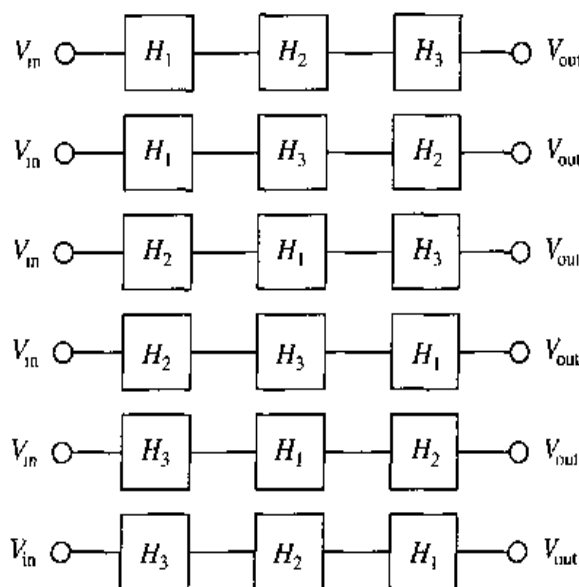 V_in H_1 H_2 H_3 V_out
V_in H_1 H_3 H_2 V_out
V_in H_2 H_1 H_3 V_out
V_in H_2 H_3 H_1 V_out
V_in H_3 H_1 H_2 V_out
V_in H_3 H_2 H_1 V_out